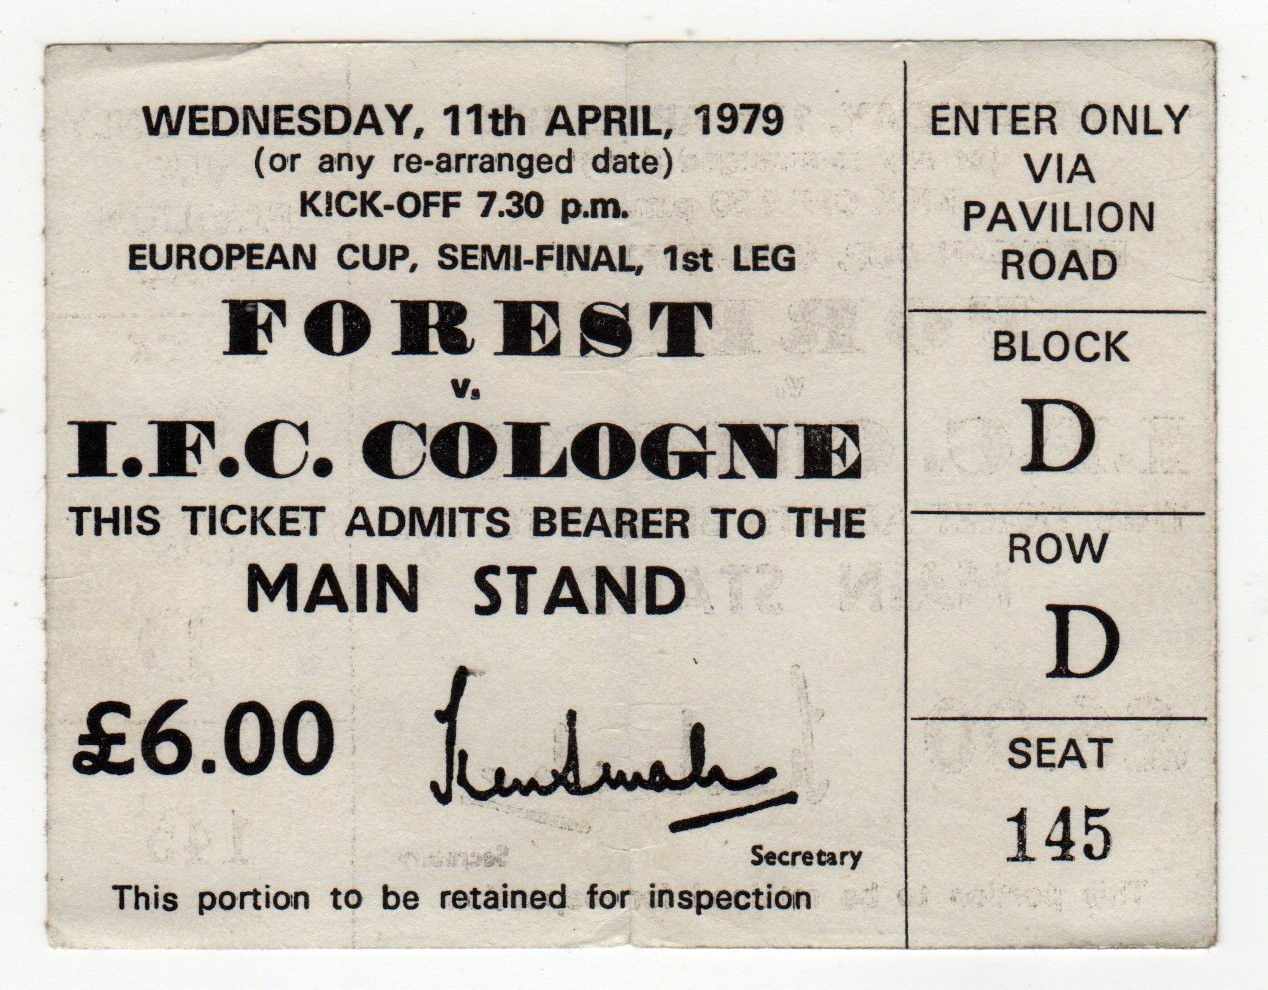 WEDNESDAY, 11th APRIL, 1979
(or any re-arranged date)
KICK-OFF 7.30 p.m.
EUROPEAN CUP, SEMI-FINAL, 1st LEG
FOREST
v.
I.F.C. COLOGNE
THIS TICKET ADMITS BEARER TO THE
MAIN STAND
£6.00
Secretary
This portion to be retained for inspection
ENTER ONLY
VIA
PAVILION
ROAD
BLOCK
D
ROW
D
SEAT
145